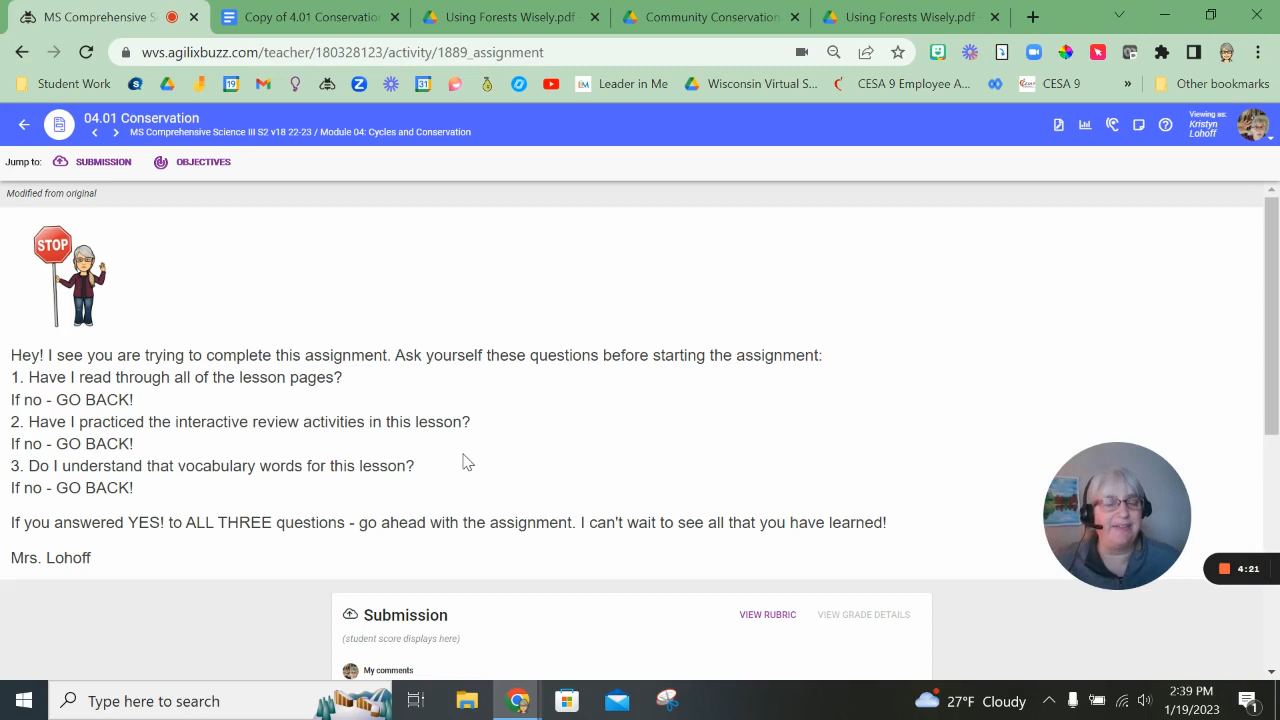 MS Comprehensive S
Copy of 4.01 Conservation
Using Forests Wisely.pdf
Community Conservation
Using Forests Wisely.pdf
wvs.agilixbuzz.com/teacher/180328123/activity/1889_assignment
Student Work
19
31
Leader in Me
Wisconsin Virtual S...
CESA 9 Employee A...
CESA 9
»
Other bookmarks
04.01 Conservation
MS Comprehensive Science III S2 v18 22-23 / Module 04: Cycles and Conservation
Viewing as:
Kristyn
Lohoff
Jump to: SUBMISSION OBJECTIVES
Modified from original
STOP
Hey! I see you are trying to complete this assignment. Ask yourself these questions before starting the assignment:
1. Have I read through all of the lesson pages?
If no - GO BACK!
2. Have I practiced the interactive review activities in this lesson?
If no - GO BACK!
3. Do I understand that vocabulary words for this lesson?
If no - GO BACK!
If you answered YES! to ALL THREE questions - go ahead with the assignment. I can't wait to see all that you have learned!
Mrs. Lohoff
4:21
Submission
VIEW RUBRIC VIEW GRADE DETAILS
(student score displays here)
My comments
Type here to search
27°F Cloudy
2:39 PM
1/19/2023
1